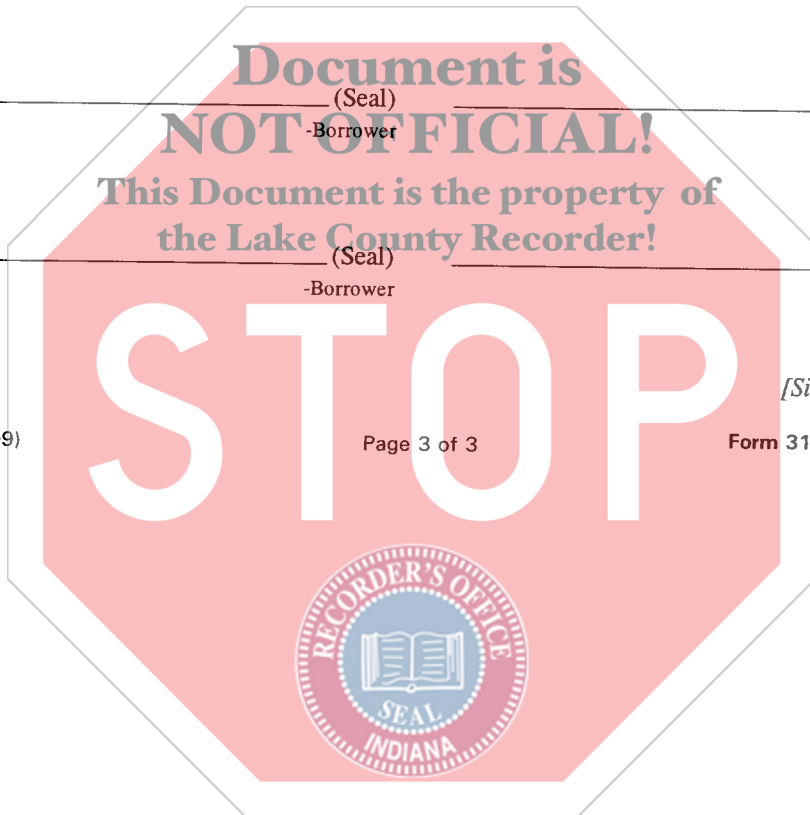 Document is
(Seal)
NOT OFFICIAL!
-Borrower
This Document is the property of
the Lake County Recorder!
(Seal)
-Borrower
STOP
[Si
9)
Page 3 of 3
Form 31
RECORDER'S OFFICE
SEAL
INDIANA